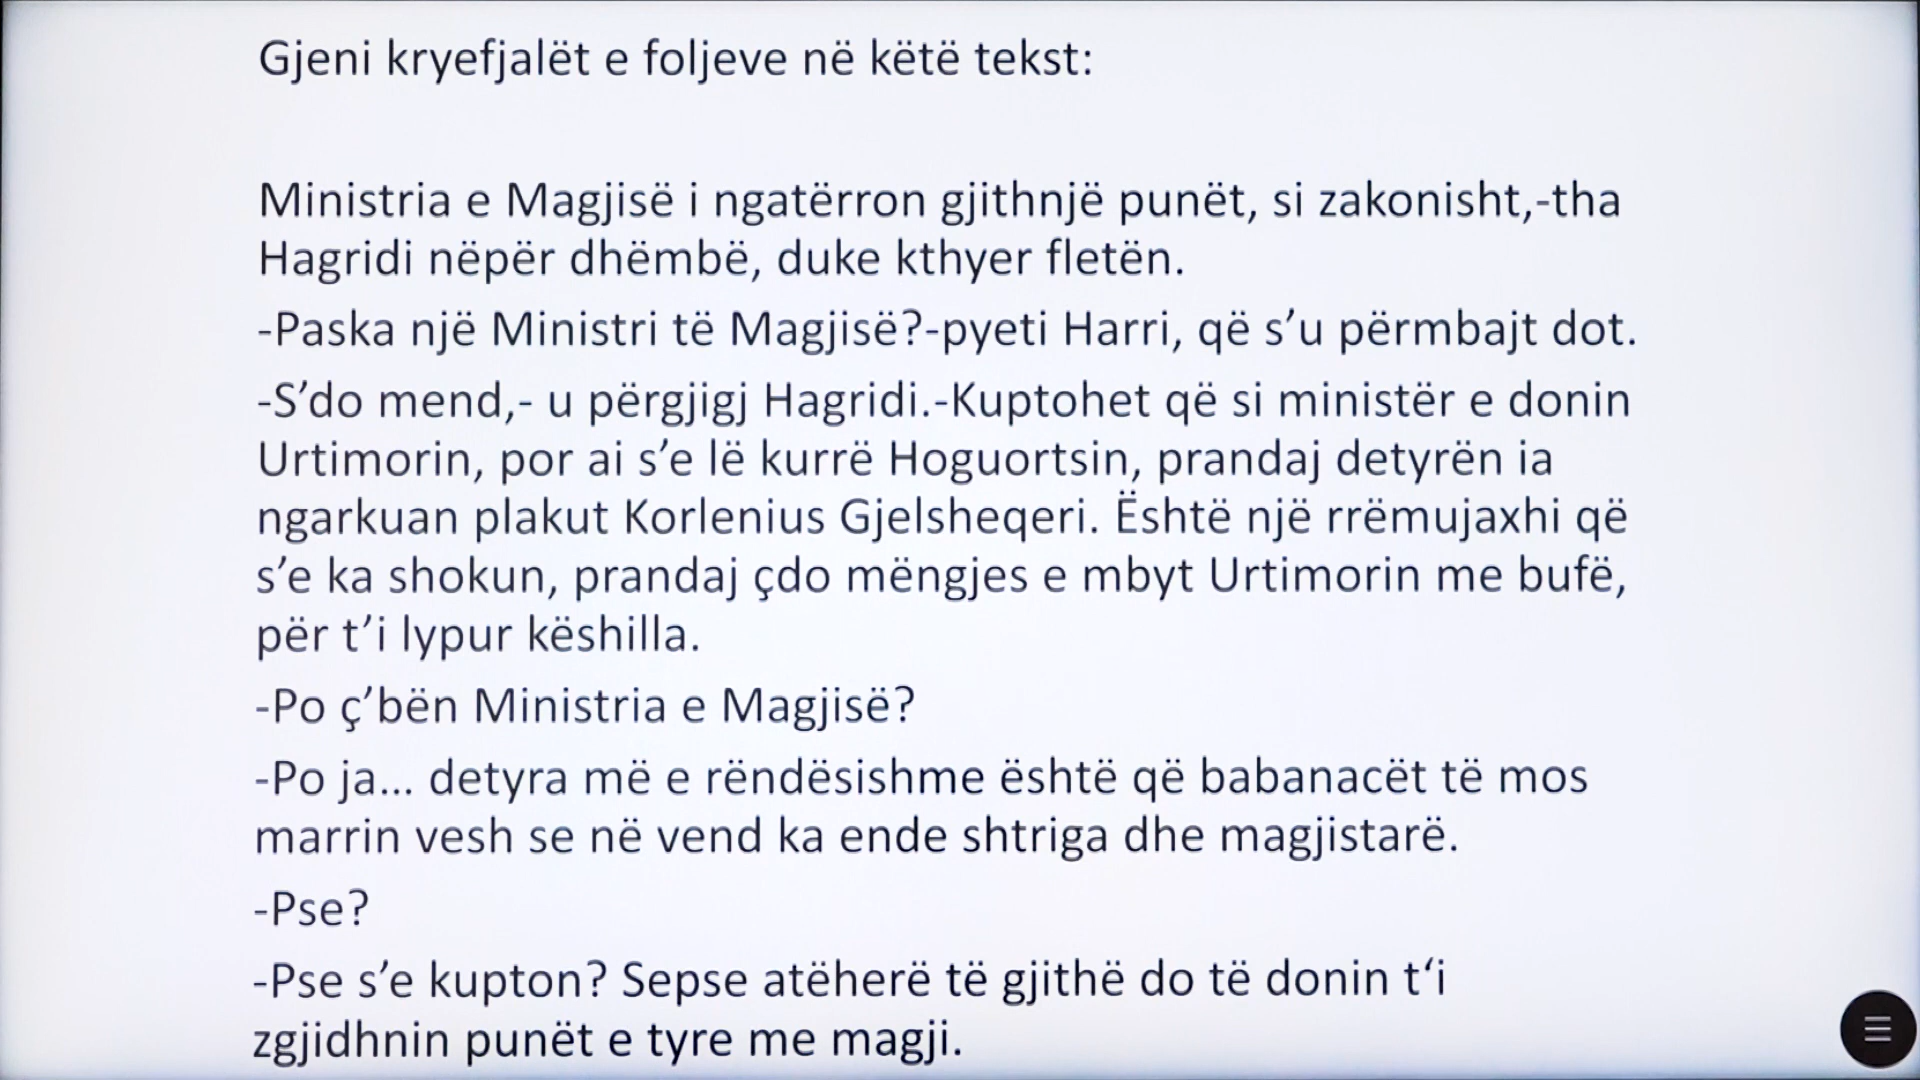 Gjeni kryefjalët e foljeve në këtë tekst:
Ministria e Magjisë i ngatërron gjithnjë punët, si zakonisht,-tha
Hagridi nëpër dhëmbë, duke kthyer fletën.
-Paska një Ministri të Magjisë?-pyeti Harri, që s’u përmbajt dot.
-S’do mend,- u përgjigj Hagridi.-Kuptohet që si ministër e donin
Urtimorin, por ai s’e lë kurrë Hoguortsin, prandaj detyrën ia
ngarkuan plakut Korlenius Gjelsheqeri. Është një rrëmujaxhi që
s’e ka shokun, prandaj çdo mëngjes e mbyt Urtimorin me bufë,
për t’i lypur këshilla.
-Po ç’bën Ministria e Magjisë?
-Po ja... detyra më e rëndësishme është që babanacët të mos
marrin vesh se në vend ka ende shtriga dhe magjistarë.
-Pse?
-Pse s’e kupton? Sepse atëherë të gjithë do të donin t‘i
zgjidhnin punët e tyre me magji.